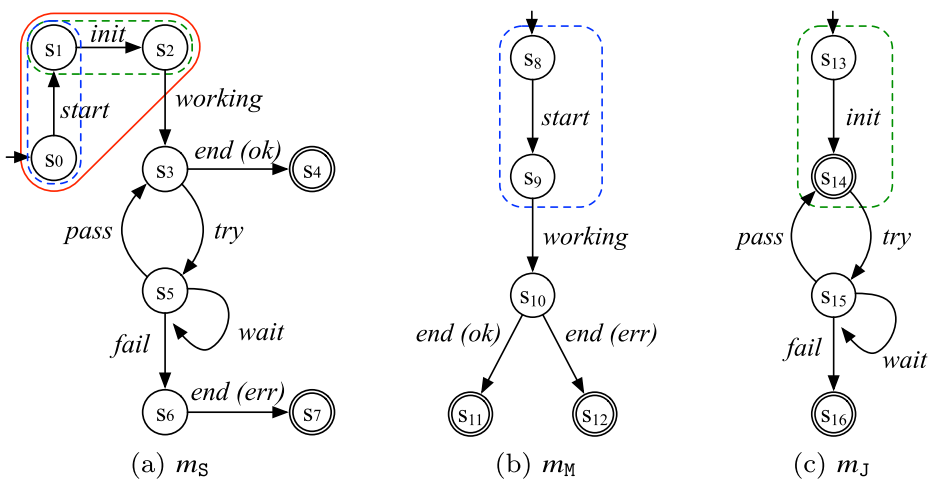 s1 init s2
start
working
s0
s3 end (ok) s4
pass try
s5
wait
fail
end (err)
s6 s7
(a) mS
s8
start
s9
working
s10
end (ok) end (err)
s11 s12
(b) mM
s13
init
s14
pass try
s15
fail
wait
s16
(c) mJ